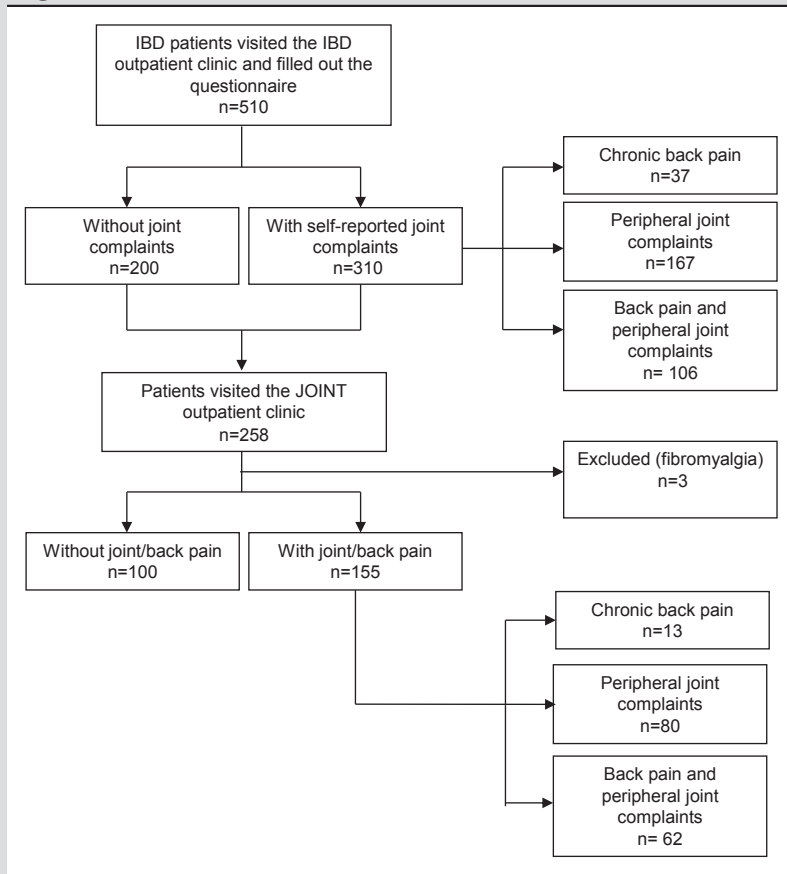 IBD patients visited the IBD
outpatient clinic and filled out the
questionnaire
n=510
Without joint
complaints
n=200
With self-reported joint
complaints
n=310
Chronic back pain
n=37
Peripheral joint
complaints
n=167
Back pain and
peripheral joint
complaints
n= 106
Patients visited the JOINT
outpatient clinic
n=258
Excluded (fibromyalgia)
n=3
Without joint/back pain
n=100
With joint/back pain
n=155
Chronic back pain
n=13
Peripheral joint
complaints
n=80
Back pain and
peripheral joint
complaints
n= 62